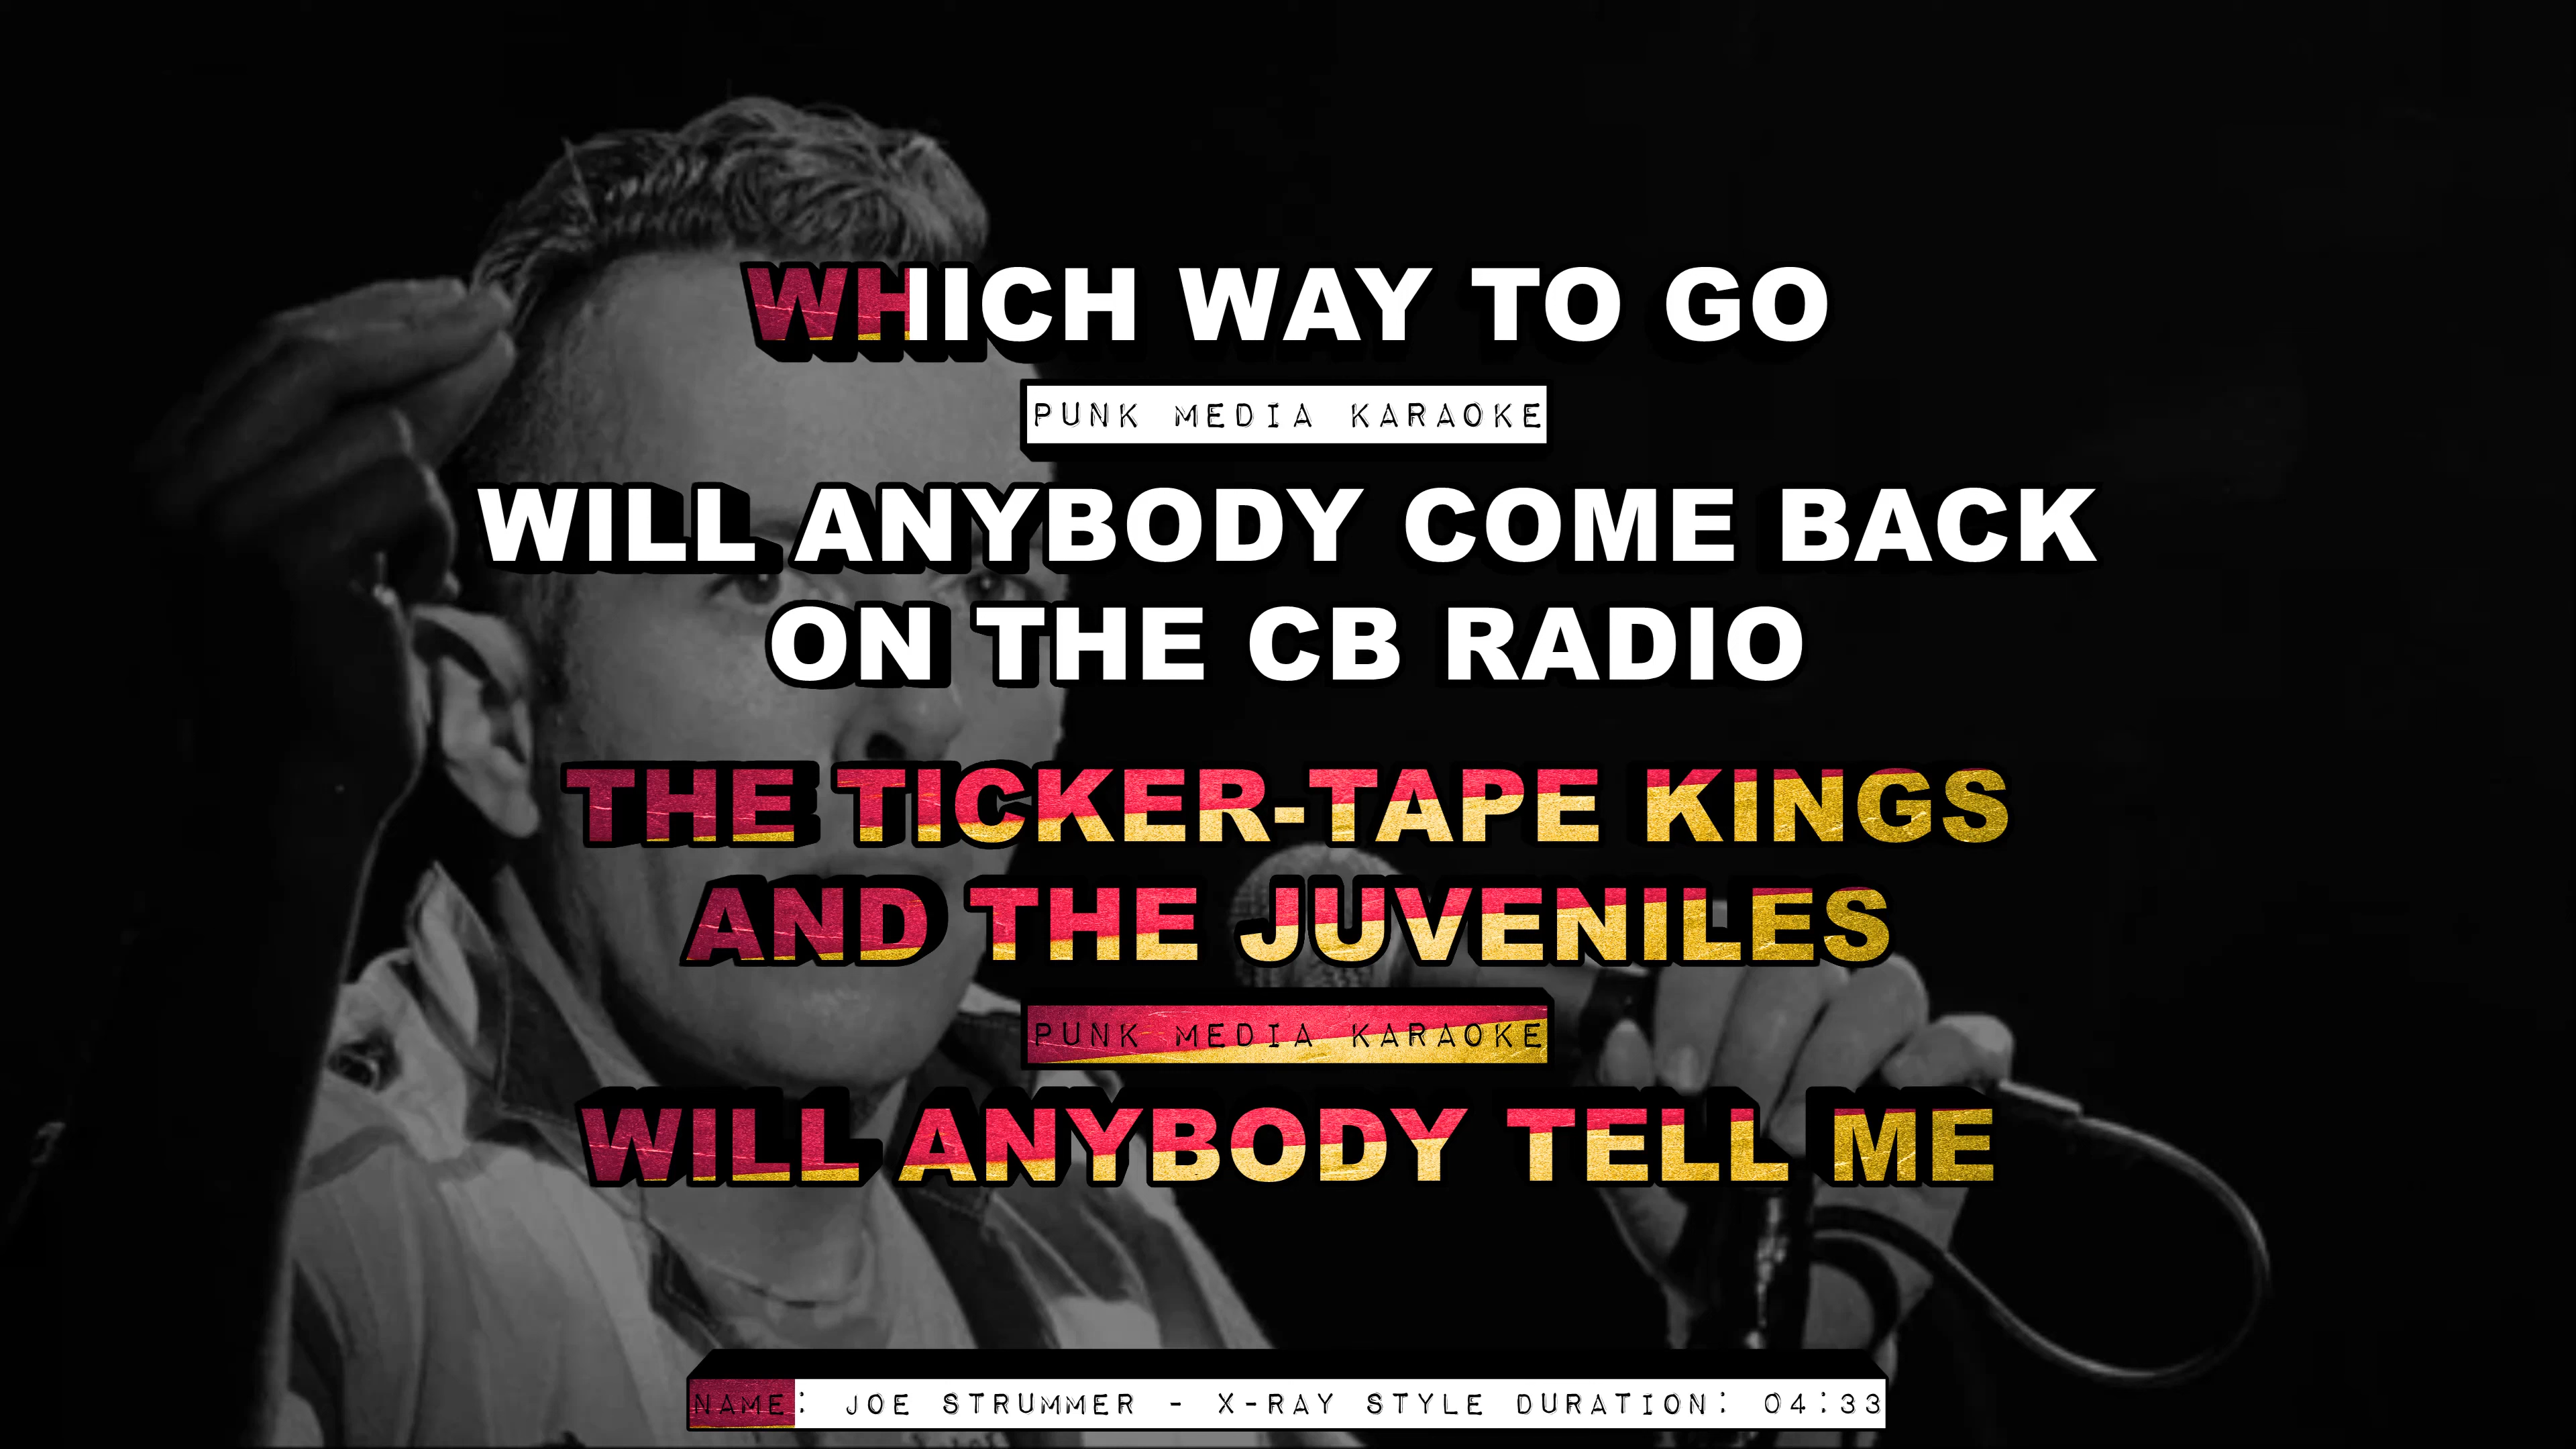 WHICH WAY TO GO
PUNK MEDIA KARAOKE
WILL ANYBODY COME BACK
ON THE CB RADIO
THE TICKER-TAPE KINGS
AND THE JUVENILES
PUNK MEDIA KARAOKE
WILL ANYBODY TELL ME
NAME: JOE STRUMMER - X-RAY STYLE DURATION: 04:33